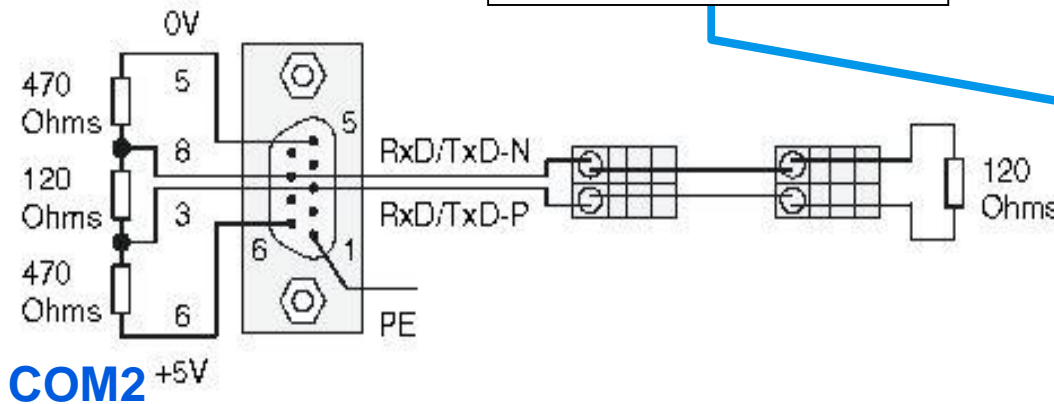 0V
470
Ohms
5
8
120
Ohms
3
470
Ohms
6
+5V
COM2
5
6
1
PE
RxD/TxD-N
RxD/TxD-P
120
Ohms